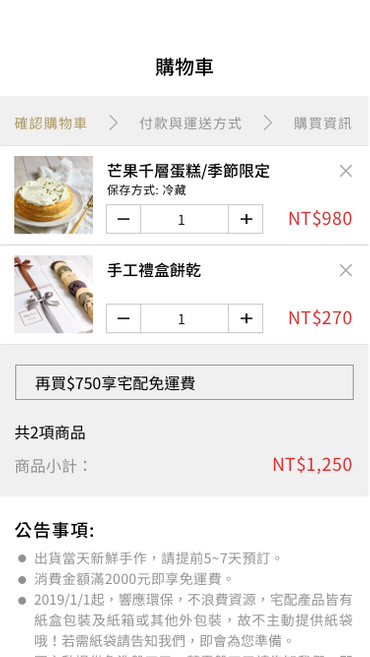 購物車
確認購物車
付款與運送方式
購買資訊
芒果千層蛋糕/季節限定
保存方式: 冷藏
1
NT$980
手工禮盒餅乾
1
NT$270
再買$750享宅配免運費
共2項商品
商品小計：
NT$1,250
公告事項:
出貨當天新鮮手作，請提前5~7天預訂。
消費金額滿2000元即享免運費。
2019/1/1起，響應環保，不浪費資源，宅配產品皆有
紙盒包裝及紙箱或其他外包裝，故不主動提供紙袋
哦！若需紙袋請告知我們，即會為您準備。